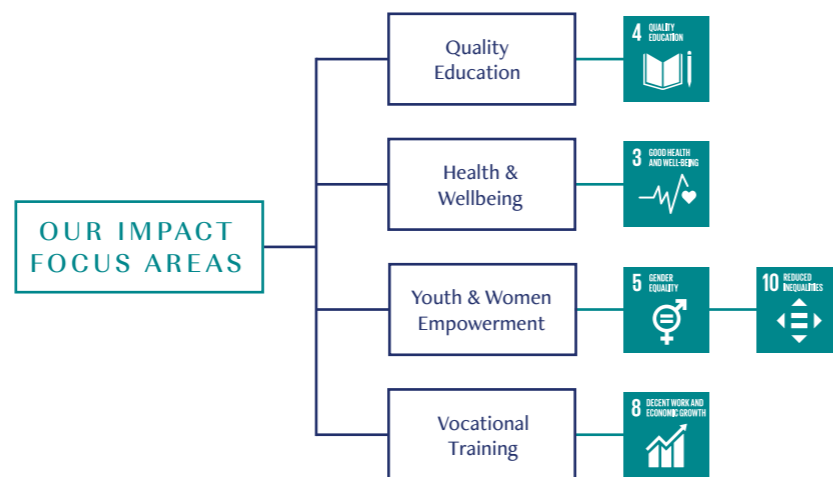 OUR IMPACT
FOCUS AREAS
Quality
Education
4 QUALITY
EDUCATION
Health &
Wellbeing
3 GOOD HEALTH
AND WELL-BEING
Youth & Women
Empowerment
5 GENDER
EQUALITY
10 REDUCED
INEQUALITIES
Vocational
Training
8 DECENT WORK AND
ECONOMIC GROWTH